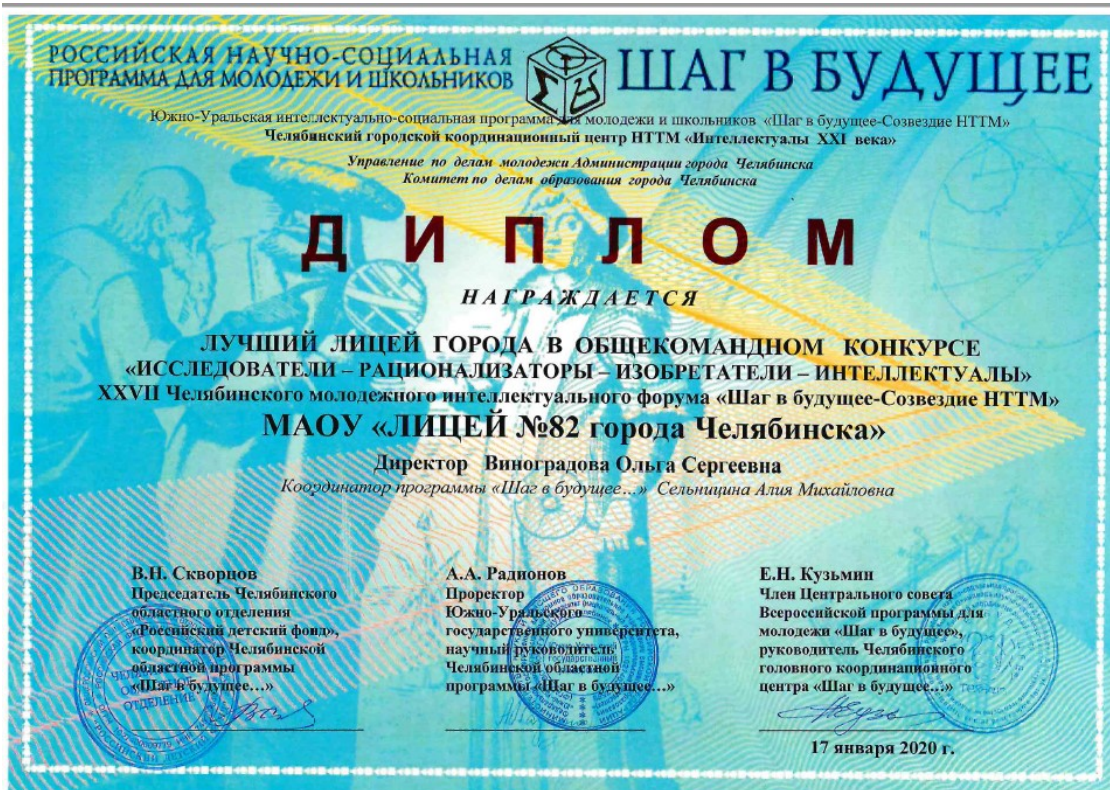 РОССИЙСКАЯ НАУЧНО-СОЦИАЛЬНАЯ
ПРОГРАММА ДЛЯ МОЛОДЕЖИ И ШКОЛЬНИКОВ
ШАГ В БУДУЩЕЕ
Южно-Уральская интеллектуально-социальная программа для молодежи и школьников «Шаг в будущее-Созвездие НТТМ»
Челябинский городской координационный центр НТТМ «Интеллектуалы XXI века»
Управление по делам молодежи Администрации города Челябинска
Комитет по делам образования города Челябинска
ДИПЛОМ
НАГРАЖДАЕТСЯ
ЛУЧШИЙ ЛИЦЕЙ ГОРОДА В ОБЩЕКОМАНДНОМ КОНКУРСЕ
«ИССЛЕДОВАТЕЛИ – РАЦИОНАЛИЗАТОРЫ – ИЗОБРЕТАТЕЛИ – ИНТЕЛЛЕКТУАЛЫ»
XXVII Челябинского молодежного интеллектуального форума «Шаг в будущее-Созвездие НТТМ»
МАОУ «ЛИЦЕЙ №82 города Челябинска»
Директор Виноградова Ольга Сергеевна
Координатор программы «Шаг в будущее…» Сельницина Алия Михайловна
В.Н. Скворцов
Председатель Челябинского
областного отделения
«Российский детский фонд»,
координатор Челябинской
областной программы
«Шаг в будущее…»
А.А. Радионов
Проректор
Южно-Уральского
государственного университета,
научный руководитель
Челябинской областной
программы «Шаг в будущее…»
Е.Н. Кузьмин
Член Центрального совета
Всероссийской программы для
молодежи «Шаг в будущее»,
руководитель Челябинского
головного координационного
центра «Шаг в будущее…»
17 января 2020 г.